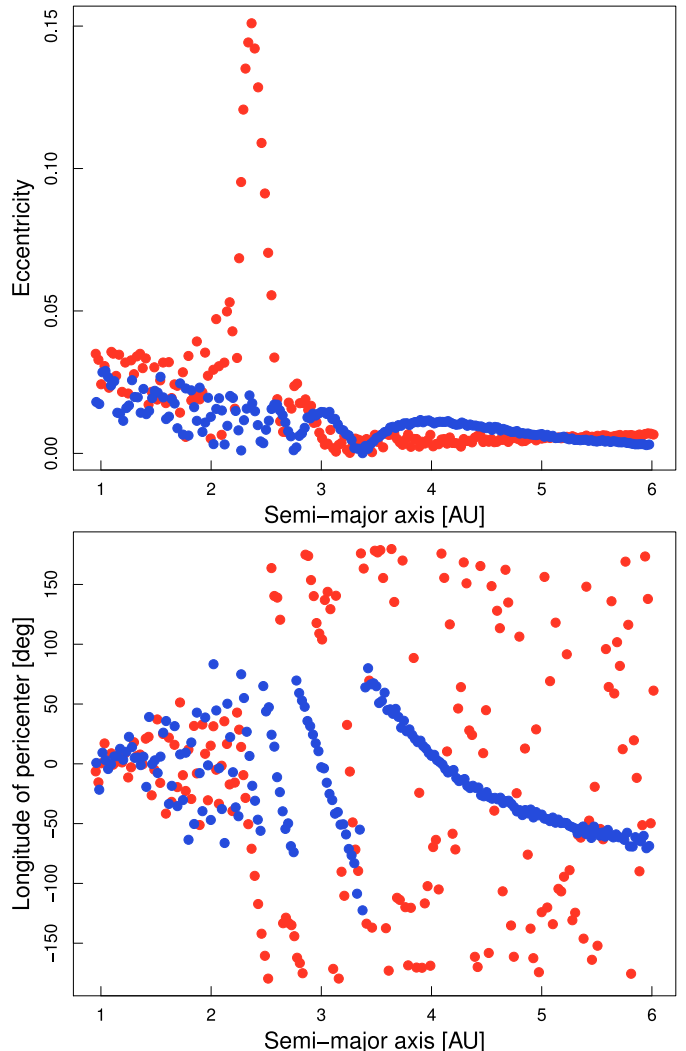 0.15
0.10
0.05
0.00
Eccentricity
1 2 3 4 5 6
Semi−major axis [AU]
150
100
50
0
−50
−100
−150
Longitude of pericenter [deg]
1 2 3 4 5 6
Semi−major axis [AU]